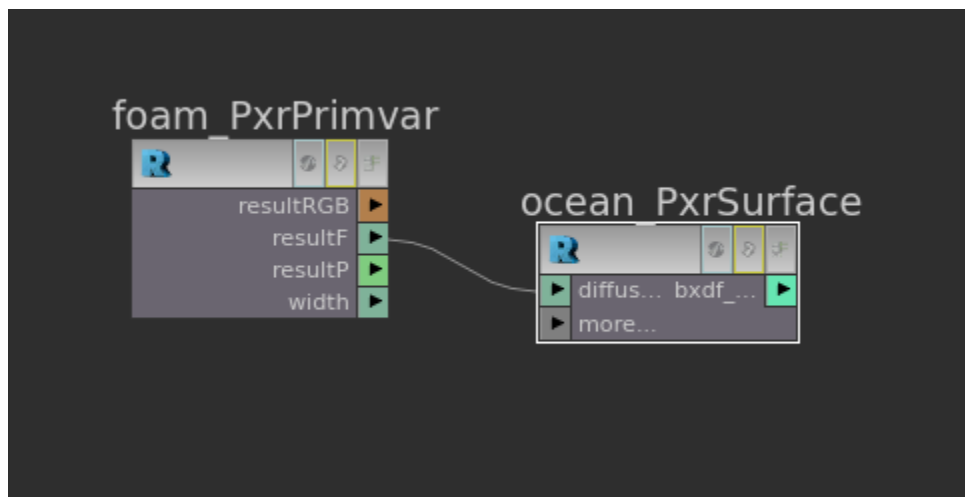 foam_PxrPrimvar
resultRGB
resultF
resultP
width
ocean_PxrSurface
diffus... bxdf_...
more...